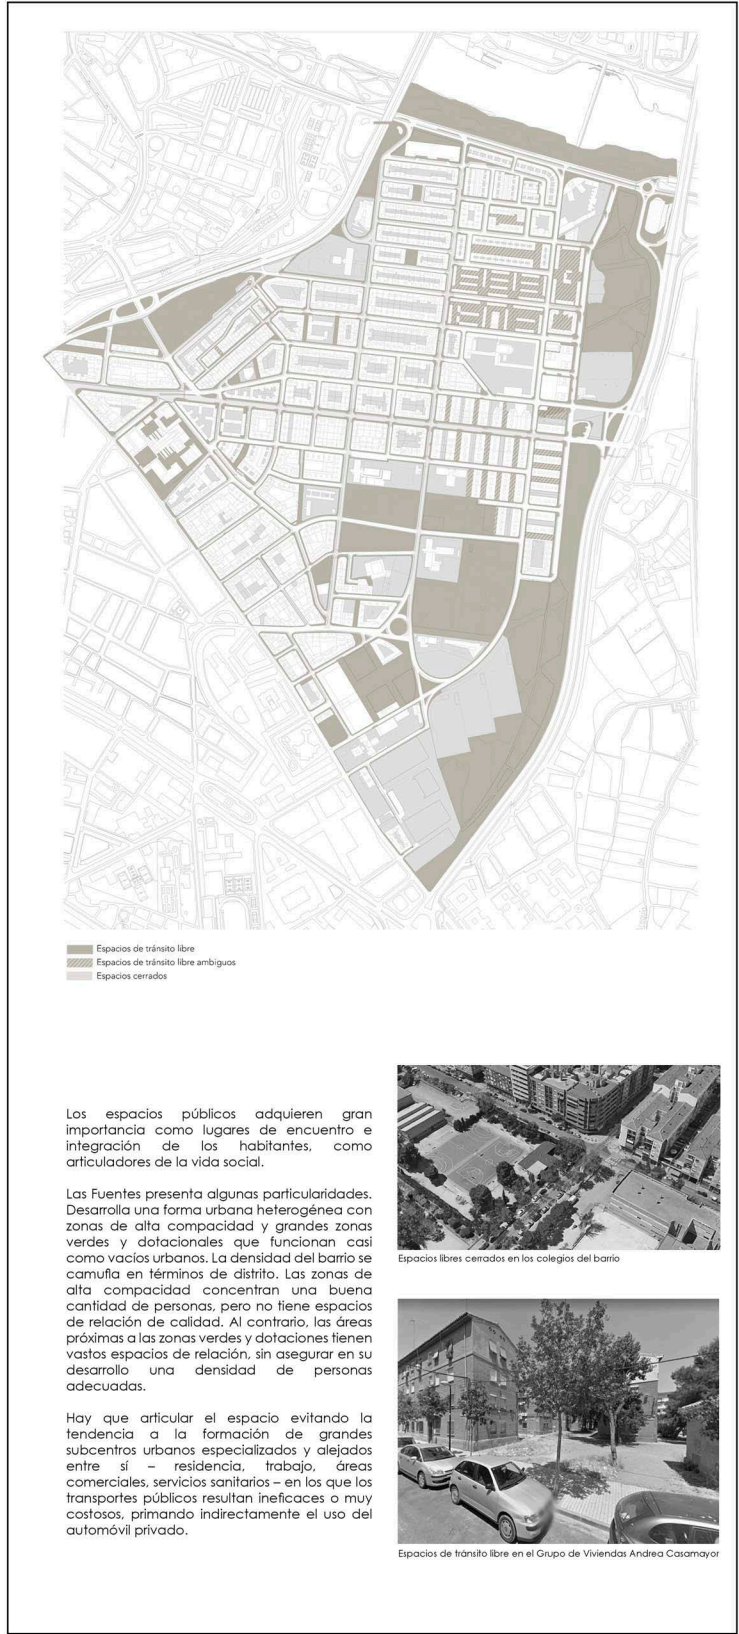 Espacios de tránsito libre
Espacios de tránsito libre ambiguos
Espacios cerrados
Los espacios públicos adquieren gran
importancia como lugares de encuentro e
integración de los habitantes, como
articuladores de la vida social.
Las Fuentes presenta algunas particularidades.
Desarrolla una forma urbana heterogénea con
zonas de alta compacidad y grandes zonas
verdes y dotacionales que funcionan casi
como vacíos urbanos. La densidad del barrio se
camufla en términos de distrito. Las zonas de
alta compacidad concentran una buena
cantidad de personas, pero no tiene espacios
de relación de calidad. Al contrario, las áreas
próximas a las zonas verdes y dotaciones tienen
vastos espacios de relación, sin asegurar en su
desarrollo una densidad de personas
adecuadas.
Hay que articular el espacio evitando la
tendencia a la formación de grandes
subcentros urbanos especializados y alejados
entre sí – residencia, trabajo, áreas
comerciales, servicios sanitarios – en los que los
transportes públicos resultan ineficaces o muy
costosos, primando indirectamente el uso del
automóvil privado.
Espacios libres cerrados en los colegios del barrio
Espacios de tránsito libre en el Grupo de Viviendas Andrea Casamayor